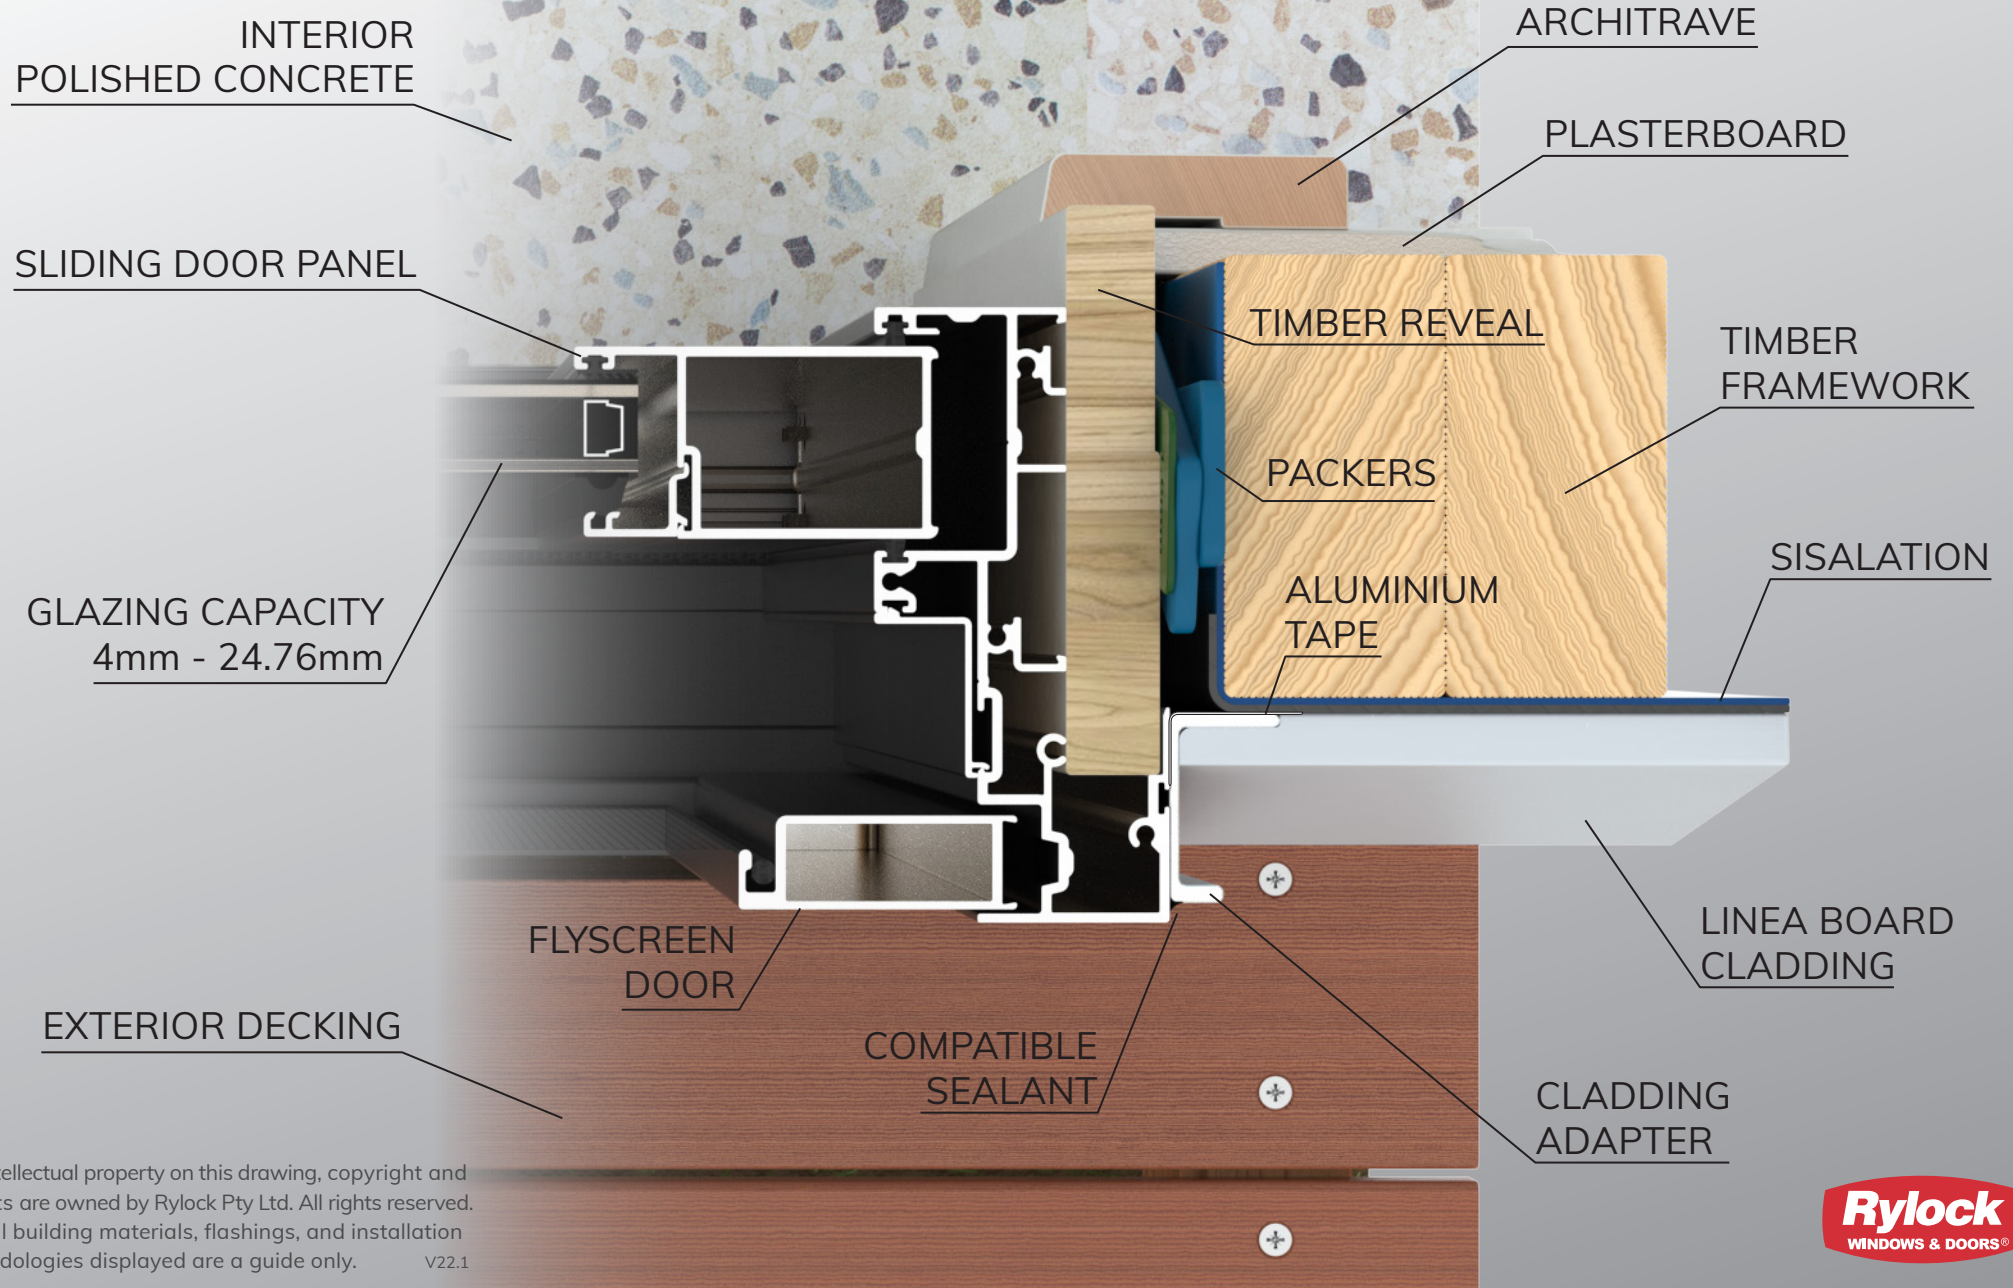 INTERIOR
POLISHED CONCRETE
ARCHITRAVE
PLASTERBOARD
SLIDING DOOR PANEL
TIMBER REVEAL
TIMBER
FRAMEWORK
PACKERS
SISALATION
ALUMINIUM
TAPE
GLAZING CAPACITY
4mm - 24.76mm
FLYSCREEN
DOOR
LINEA BOARD
CLADDING
EXTERIOR DECKING
COMPATIBLE
SEALANT
CLADDING
ADAPTER
property on this drawing, copyright and
are owned by Rylock Pty Ltd. All rights reserved.
building materials, flashings, and installation
displayed are a guide only.
V22.1
Rylock
WINDOWS & DOORS®